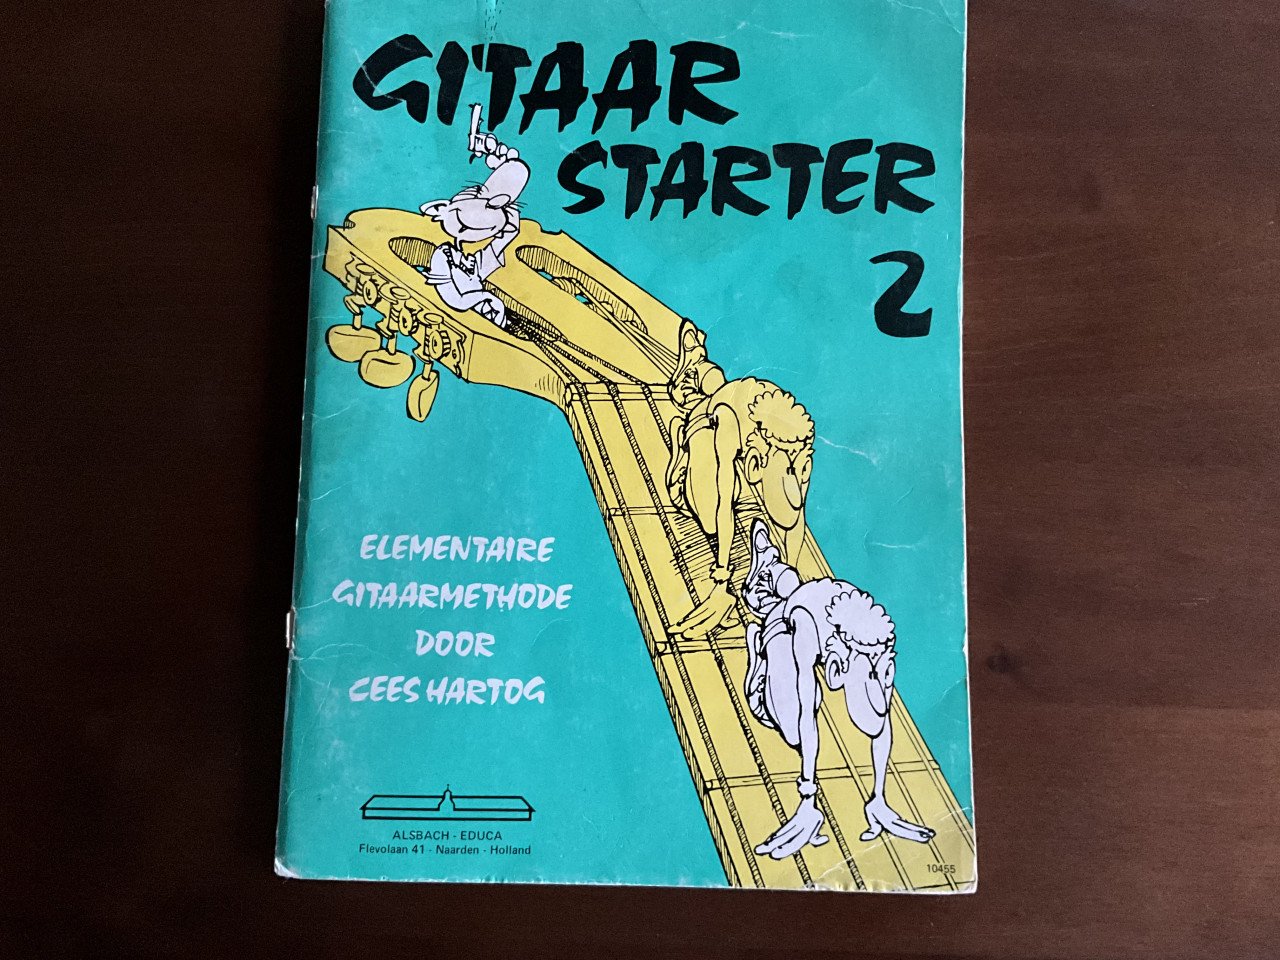 GITAAR
STARTER
2
ELEMENTAIRE
GITAARMETHODE
DOOR
CEES HARTOG
ALSBACH - EDUCA
Flevolaan 41 - Naarden - Holland
10455